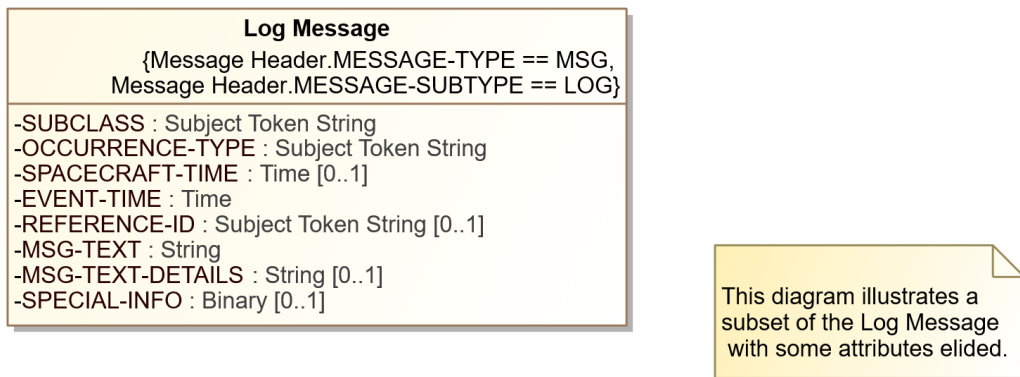 Log Message
{Message Header.MESSAGE-TYPE == MSG,
Message Header.MESSAGE-SUBTYPE == LOG}
-SUBCLASS : Subject Token String
-OCCURRENCE-TYPE : Subject Token String
-SPACECRAFT-TIME : Time [0..1]
-EVENT-TIME : Time
-REFERENCE-ID : Subject Token String [0..1]
-MSG-TEXT : String
-MSG-TEXT-DETAILS : String [0..1]
-SPECIAL-INFO : Binary [0..1]
This diagram illustrates a
subset of the Log Message
with some attributes elided.